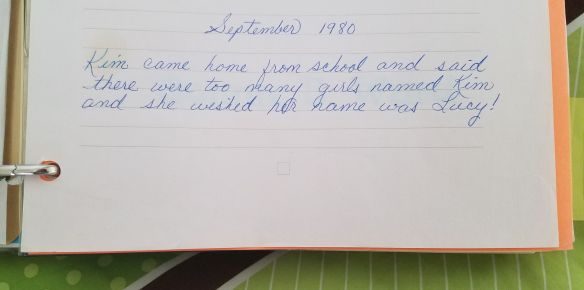 September 1980
Kim came home from school and said
there were too many girls named Kim
and she wished her name was Lucy!